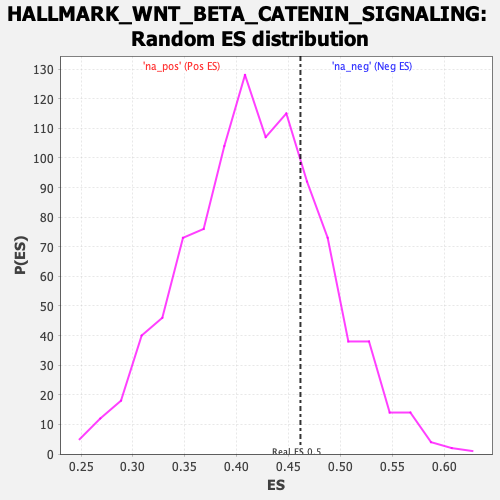 HALLMARK_WNT_BETA_CATENIN_SIGNALING:
Random ES distribution
'na_pos' (Pos ES)
'na_neg' (Neg ES)
130
120
110
100
90
80
70
60
50
40
30
20
10
0
P(ES)
Real ES 0.5
0.25 0.30 0.35 0.40 0.45 0.50 0.55 0.60
ES